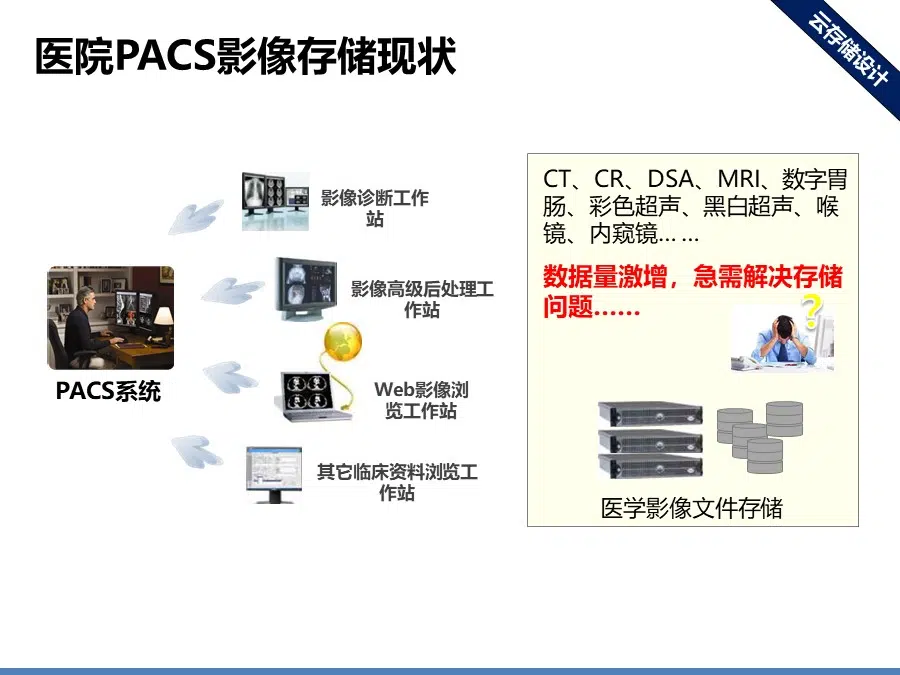 医院PACS影像存储现状
云存储设计
影像诊断工作
站
影像高级后处理工
作站
Web影像浏
览工作站
其它临床资料浏览工
作站
PACS系统
CT、CR、DSA、MRI、数字胃
肠、彩色超声、黑白超声、喉
镜、内窥镜… …
数据量激增，急需解决存储
问题……
?
医学影像文件存储